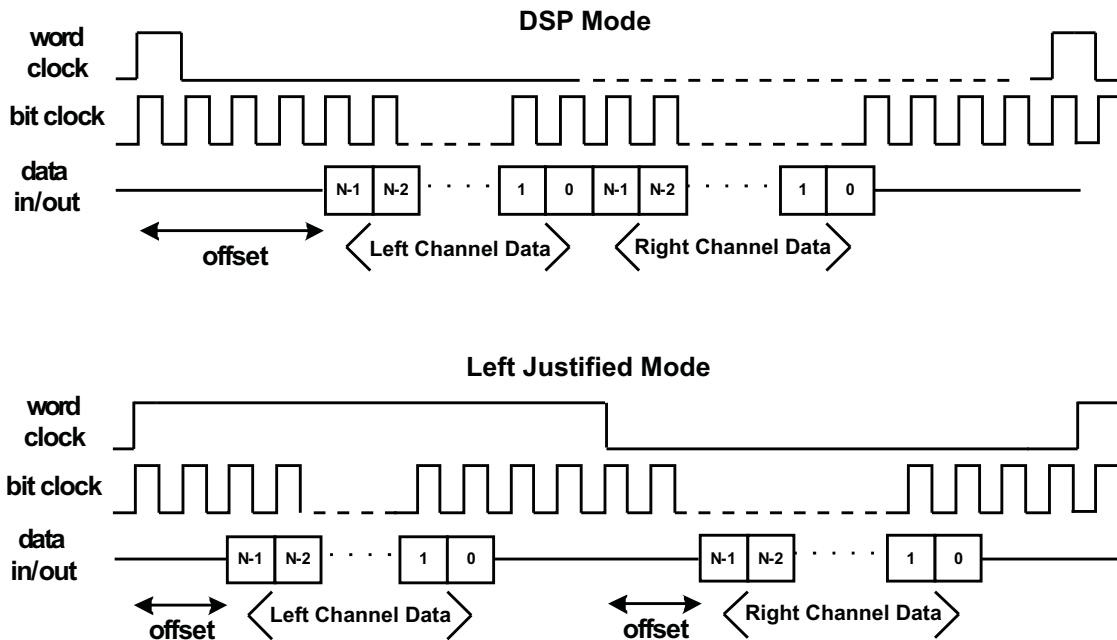 DSP Mode
word
clock
bit clock
data
in/out
N-1 N-2 · · · · 1 0 N-1 N-2 · · · · · 1 0
offset
Left Channel Data
Right Channel Data
Left Justified Mode
word
clock
bit clock
data
in/out
N-1 N-2 · · · · 1 0 N-1 N-2 · · · · · 1 0
offset
Left Channel Data
offset
Right Channel Data